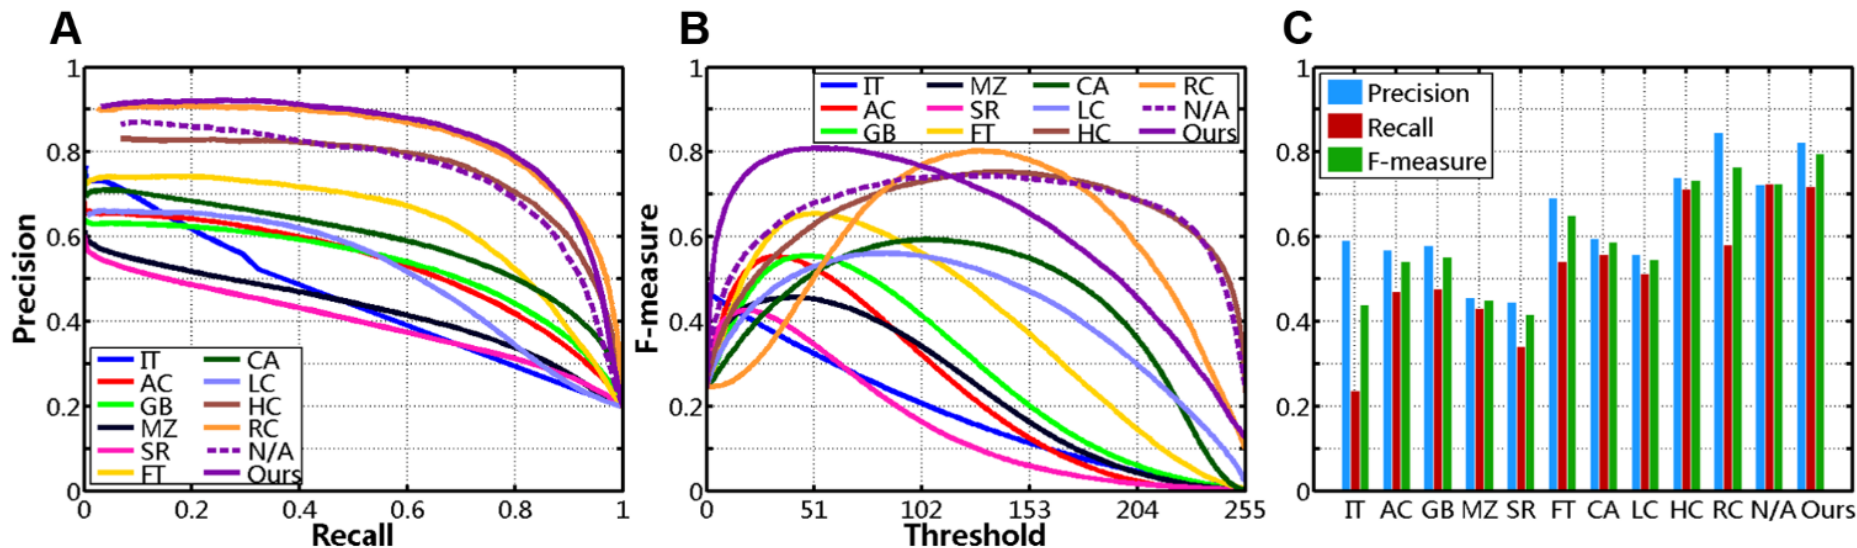 A
Precision
1
0.8
0.6
0.4
0.2
0
IT CA
AC LC
GB HC
MZ RC
SR N/A
FT Ours
0 0.2 0.4 0.6 0.8 1
Recall
B
F-measure
1
0.8
0.6
0.4
0.2
0
IT MZ CA RC
AC SR LC N/A
GB FT HC Ours
0 51 102 153 204 255
Threshold
C
1
0.8
0.6
0.4
0.2
0
Precision
Recall
F-measure
IT AC GB MZ SR FT CA LC HC RC N/A Ours